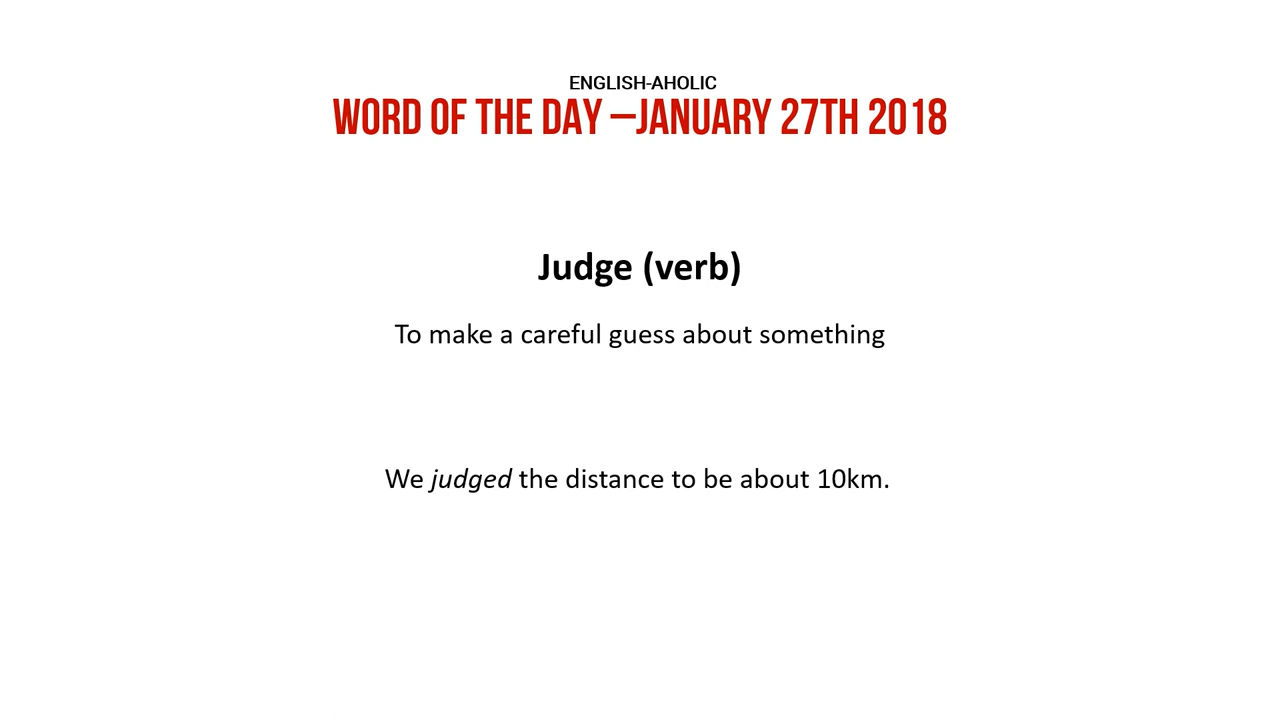 ENGLISH-AHOLIC
WORD OF THE DAY –JANUARY 27TH 2018
Judge (verb)
To make a careful guess about something
We judged the distance to be about 10km.